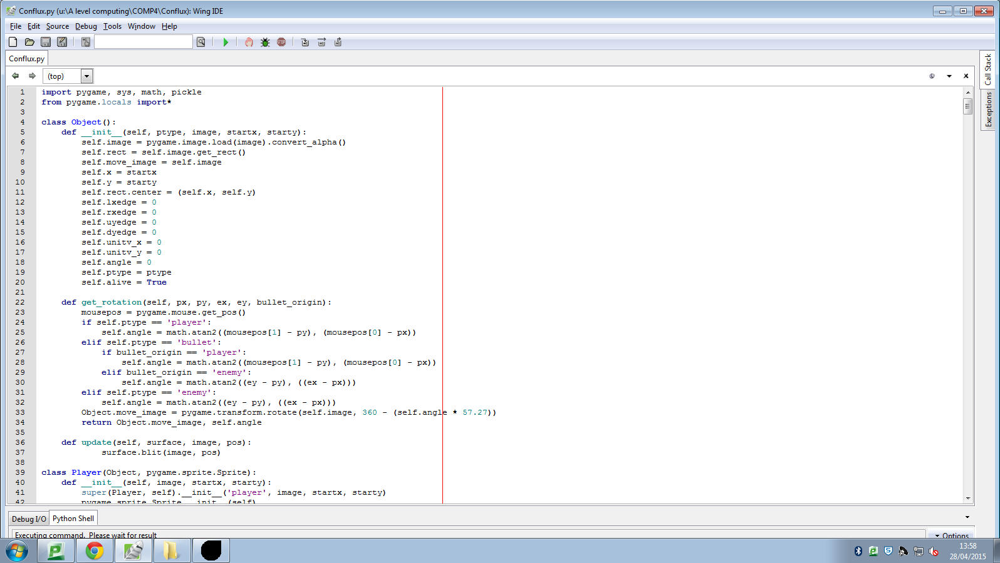 Conflux.py (u:\A level computing\COMP4\Conflux): Wing IDE
File Edit Source Debug Tools Window Help
Conflux.py
(top)
Call Stack
Exceptions
1 import pygame, sys, math, pickle
2 from pygame.locals import*
3
4 class Object():
5     def __init__(self, ptype, image, startx, starty):
6         self.image = pygame.image.load(image).convert_alpha()
7         self.rect = self.image.get_rect()
8         self.move_image = self.image
9         self.x = startx
10         self.y = starty
11         self.rect.center = (self.x, self.y)
12         self.lxedge = 0
13         self.rxedge = 0
14         self.uyedge = 0
15         self.dyedge = 0
16         self.unitv_x = 0
17         self.unitv_y = 0
18         self.angle = 0
19         self.ptype = ptype
20         self.alive = True
21
22     def get_rotation(self, px, py, ex, ey, bullet_origin):
23         mousepos = pygame.mouse.get_pos()
24         if self.ptype == 'player':
25             self.angle = math.atan2((mousepos[1] - py), (mousepos[0] - px))
26         elif self.ptype == 'bullet':
27             if bullet_origin == 'player':
28                 self.angle = math.atan2((mousepos[1] - py), (mousepos[0] - px))
29             elif bullet_origin == 'enemy':
30                 self.angle = math.atan2((ey - py), ((ex - px)))
31         elif self.ptype == 'enemy':
32             self.angle = math.atan2((ey - py), ((ex - px)))
33         Object.move_image = pygame.transform.rotate(self.image, 360 - (self.angle * 57.27))
34         return Object.move_image, self.angle
35
36     def update(self, surface, image, pos):
37             surface.blit(image, pos)
38
39 class Player(Object, pygame.sprite.Sprite):
40     def __init__(self, image, startx, starty):
41         super(Player, self).__init__('player', image, startx, starty)
42         pygame.sprite.Sprite.__init__(self)
Debug I/O Python Shell
Executing command. Please wait for result
Options
13:58
28/04/2015